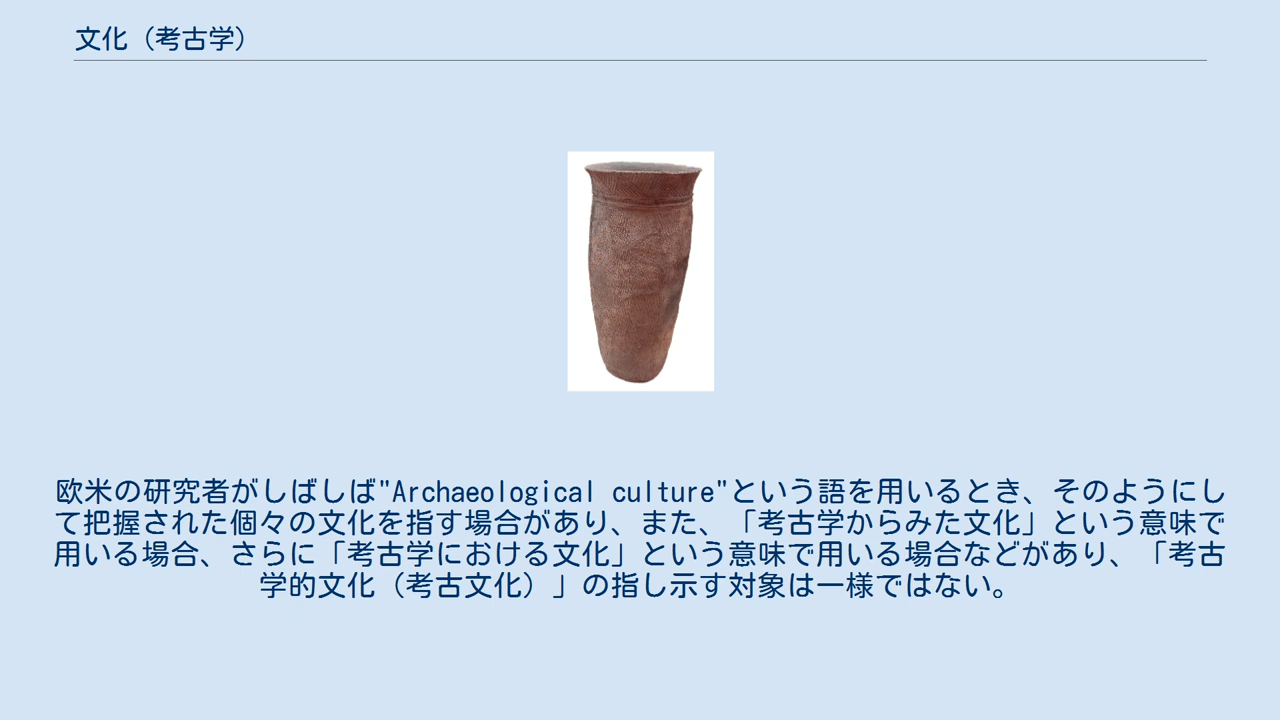 文化（考古学）
欧米の研究者がしばしば"Archaeological culture"という語を用いるとき、そのようにし
て把握された個々の文化を指す場合があり、また、「考古学からみた文化」という意味で
用いる場合、さらに「考古学における文化」という意味で用いる場合などがあり、「考古
学的文化（考古文化）」の指し示す対象は一様ではない。